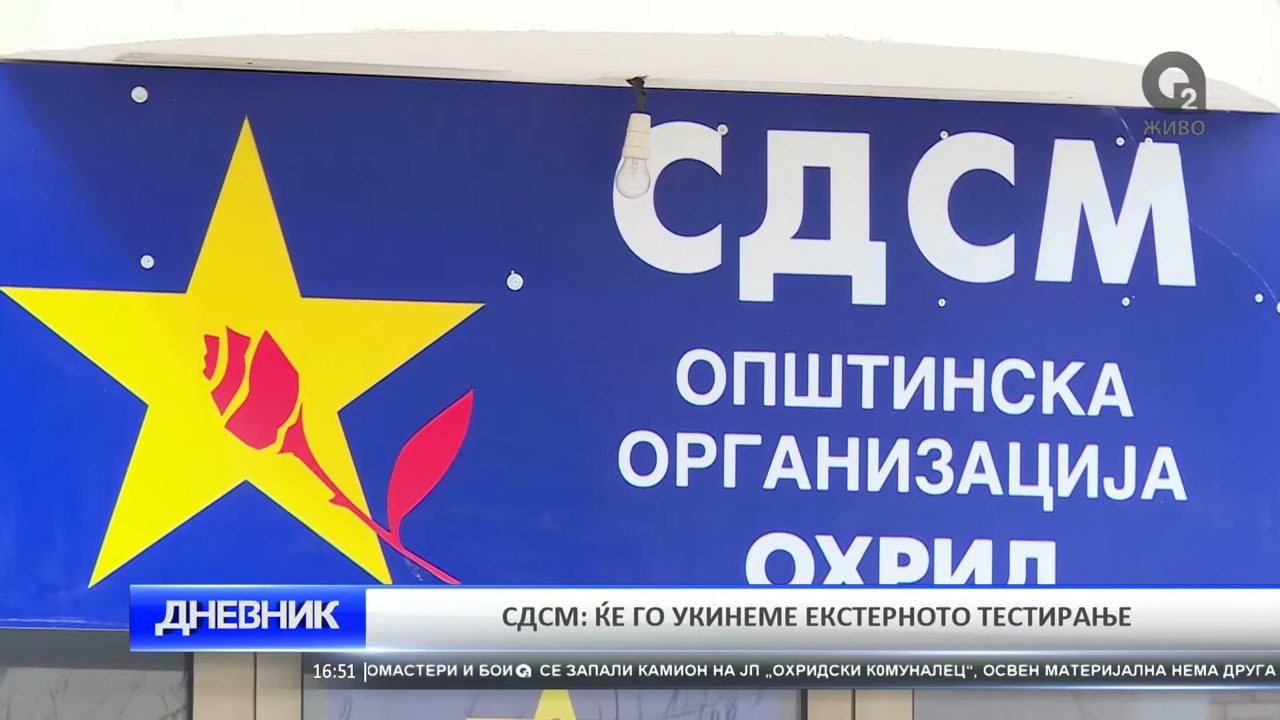 2
ЖИВО
СДСМ
ОПШТИНСКА
ОРГАНИЗАЦИЈА
ОХРИД
ДНЕВНИК
СДСМ: ЌЕ ГО УКИНЕМЕ ЕКСТЕРНОТО ТЕСТИРАЊЕ
16:51 ОМАСТЕРИ И БОИ СЕ ЗАПАЛИ КАМИОН НА ЈП „ОХРИДСКИ К0МУНАЛЕЦ“, ОСВЕН МАТЕРИЈАЛНА НЕМА ДРУГА